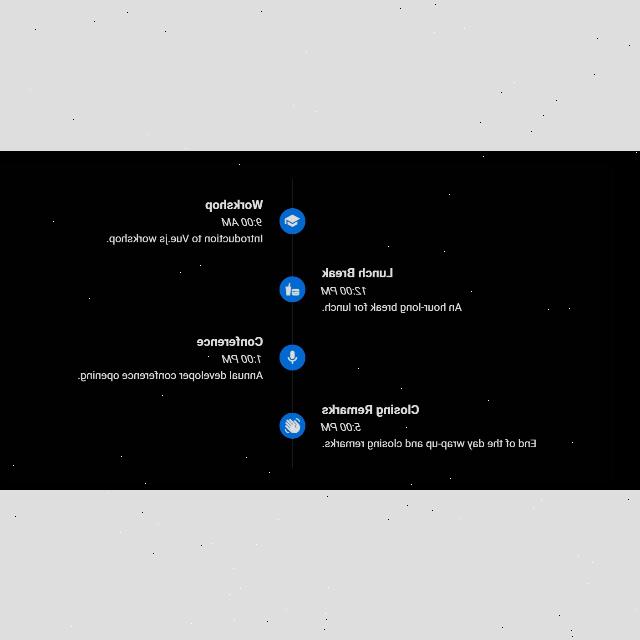 Workshop
9:00 AM
Introduction to Vue.js workshop.
Lunch Break
12:00 PM
An hour-long break for lunch.
Conference
1:00 PM
Annual developer conference opening.
Closing Remarks
5:00 PM
End of the day wrap-up and closing remarks.